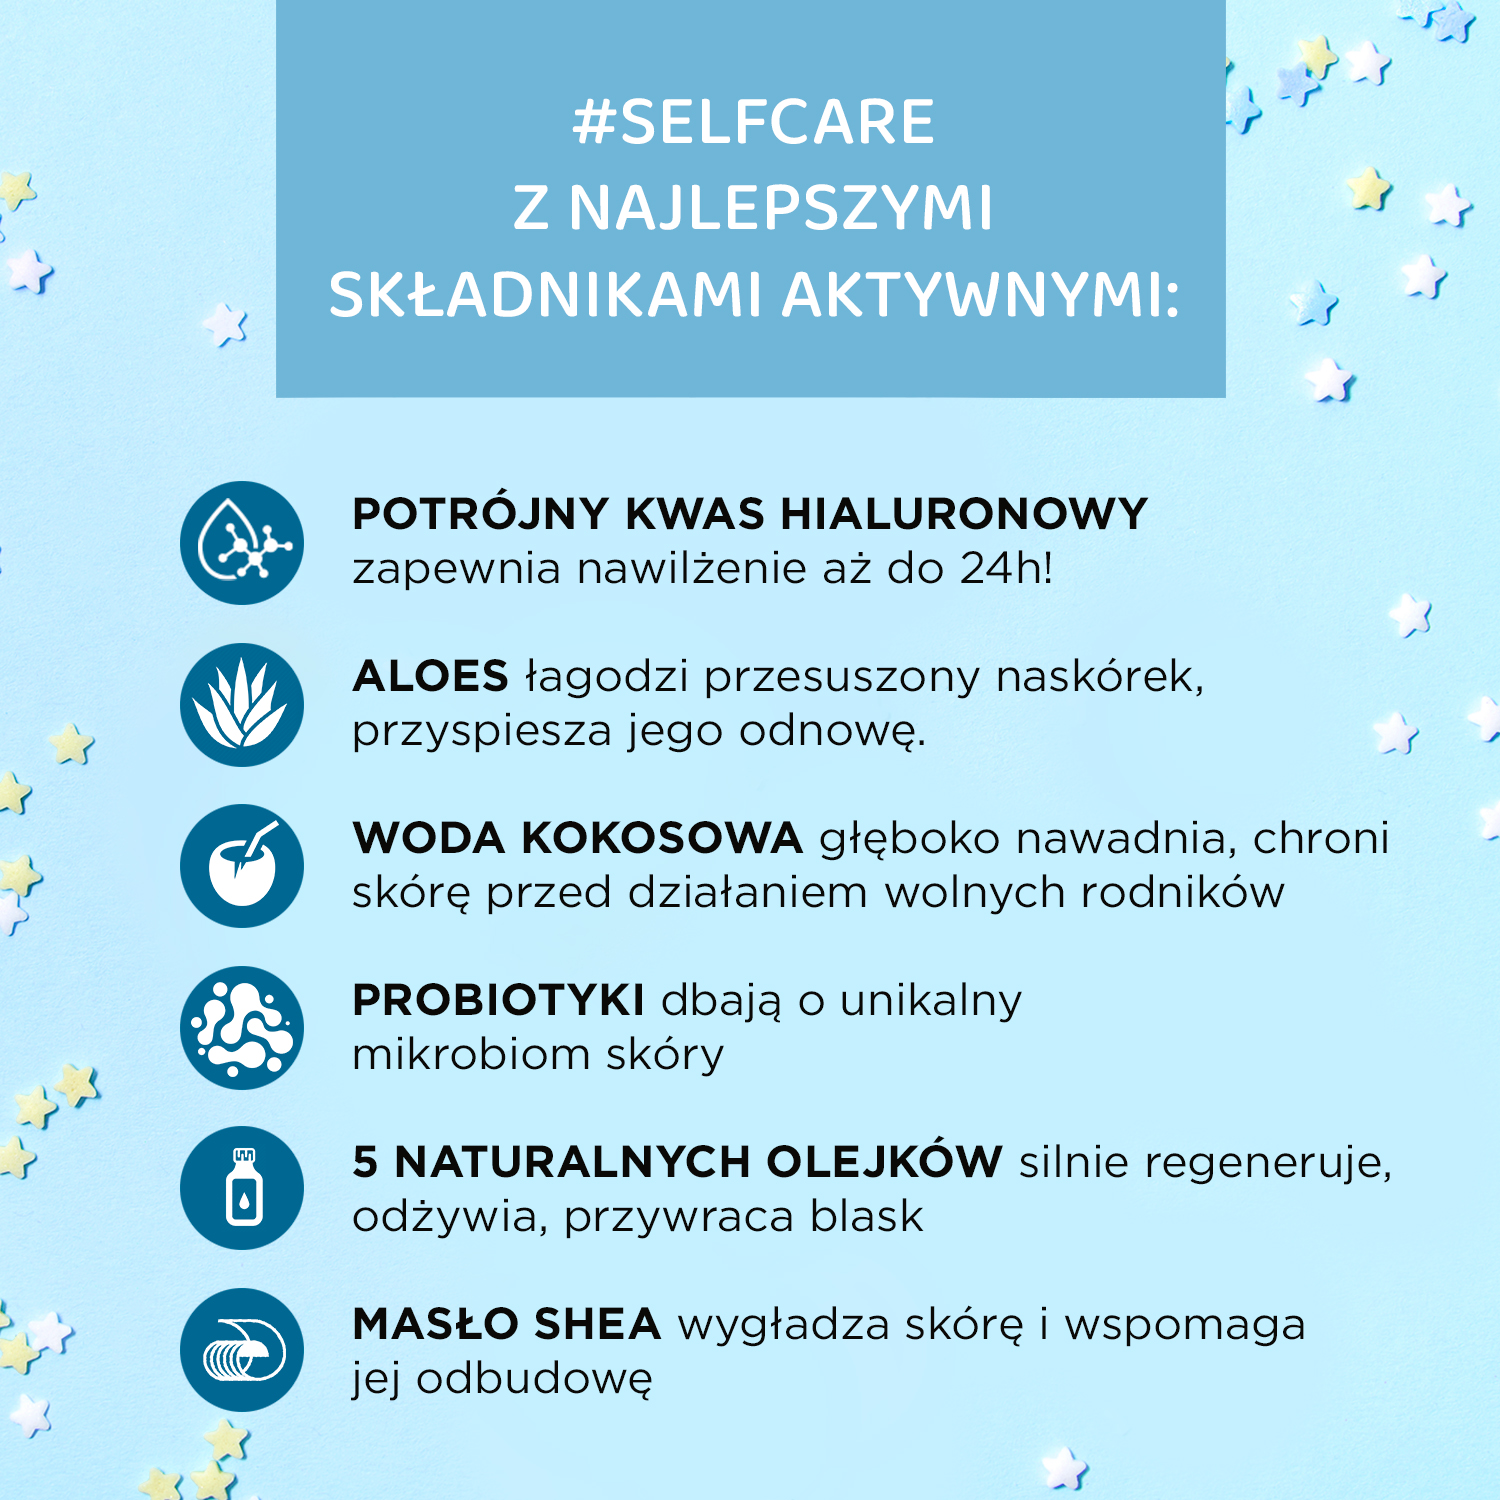 #SELFCARE
Z NAJLEPSZYMI
SKŁADNIKAMI AKTYWNYMI:
POTRÓJNY KWAS HIALURONOWY
zapewnia nawilżenie aż do 24h!
ALOES łagodzi przesuszony naskórek,
przyspiesza jego odnowę.
WODA KOKOSOWA głęboko nawadnia, chroni
skórę przed działaniem wolnych rodników
PROBIOTYKI dbają o unikalny
mikrobiom skóry
5 NATURALNYCH OLEJKÓW silnie regeneruje,
odżywia, przywraca blask
MASŁO SHEA wygładza skórę i wspomaga
jej odbudowę